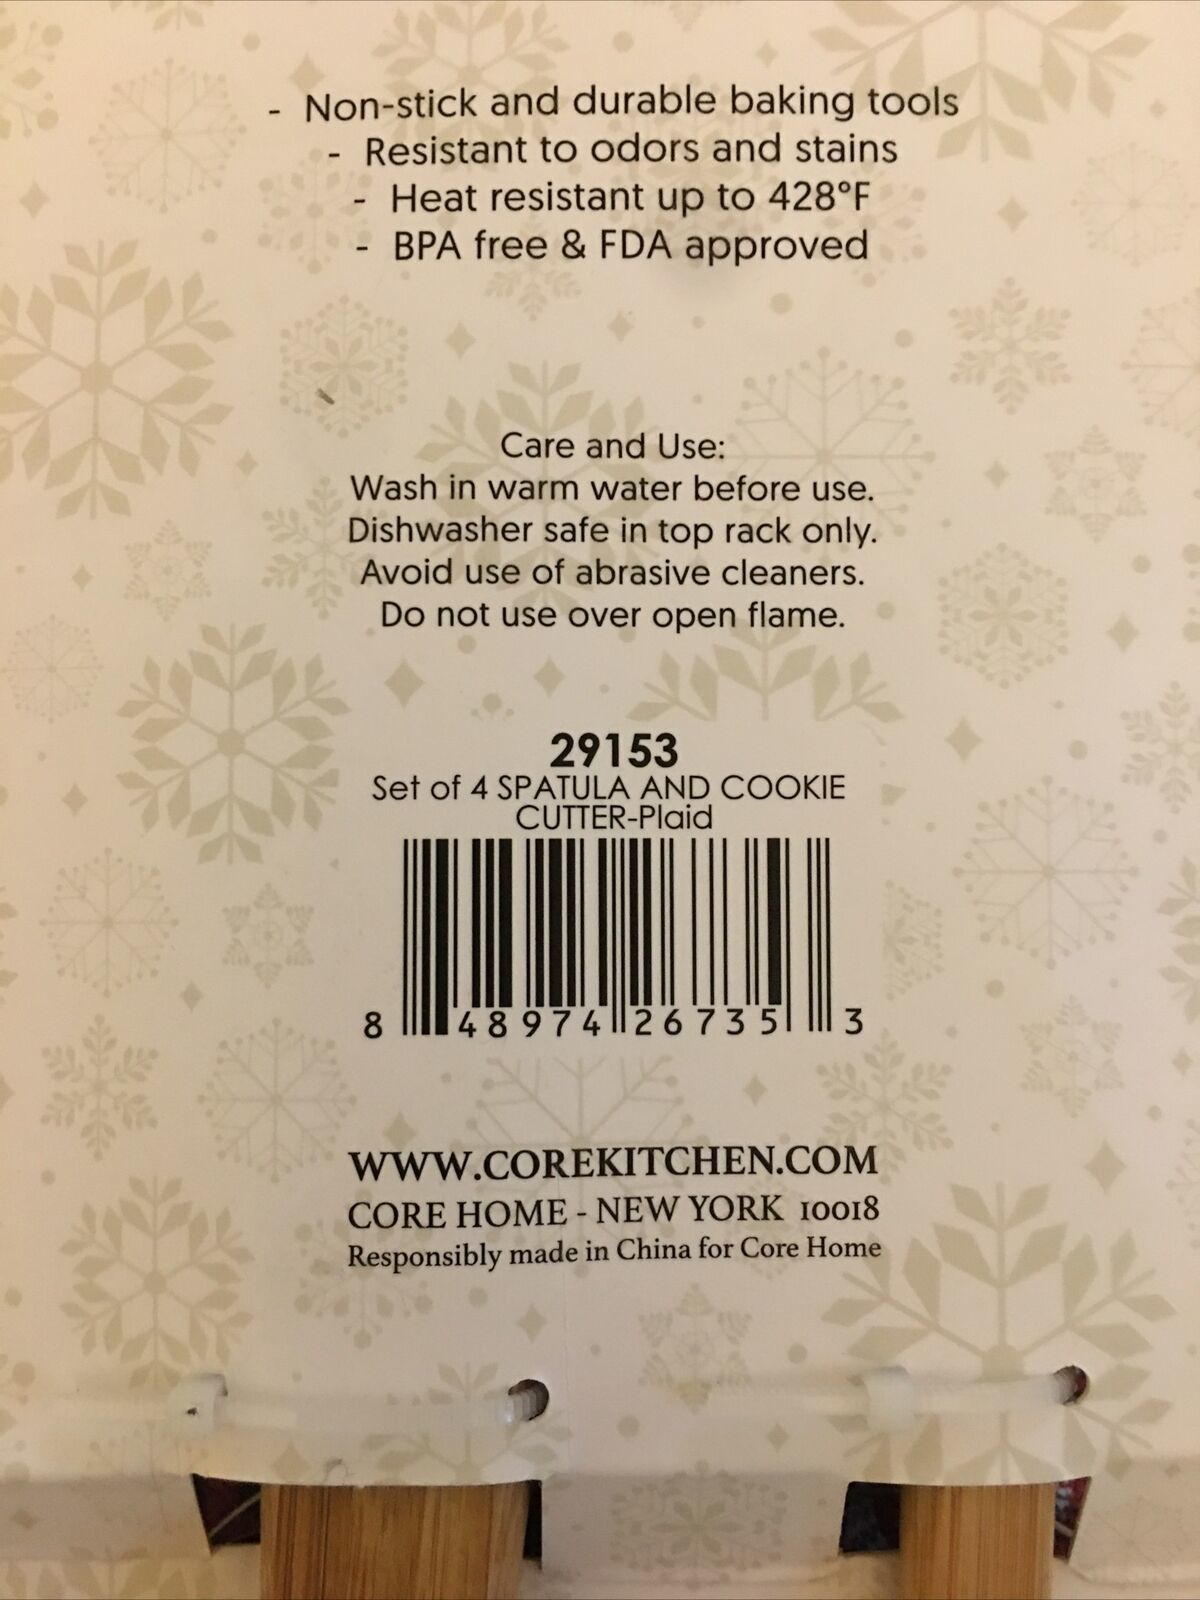 - Non-stick and durable baking tools
- Resistant to odors and stains
- Heat resistant up to 428°F
- BPA free & FDA approved
Care and Use:
Wash in warm water before use.
Dishwasher safe in top rack only.
Avoid use of abrasive cleaners.
Do not use over open flame.
29153
Set of 4 SPATULA AND COOKIE
CUTTER-Plaid
8 48974 26735 3
WWW.COREKITCHEN.COM
CORE HOME - NEW YORK 10018
Responsibly made in China for Core Home